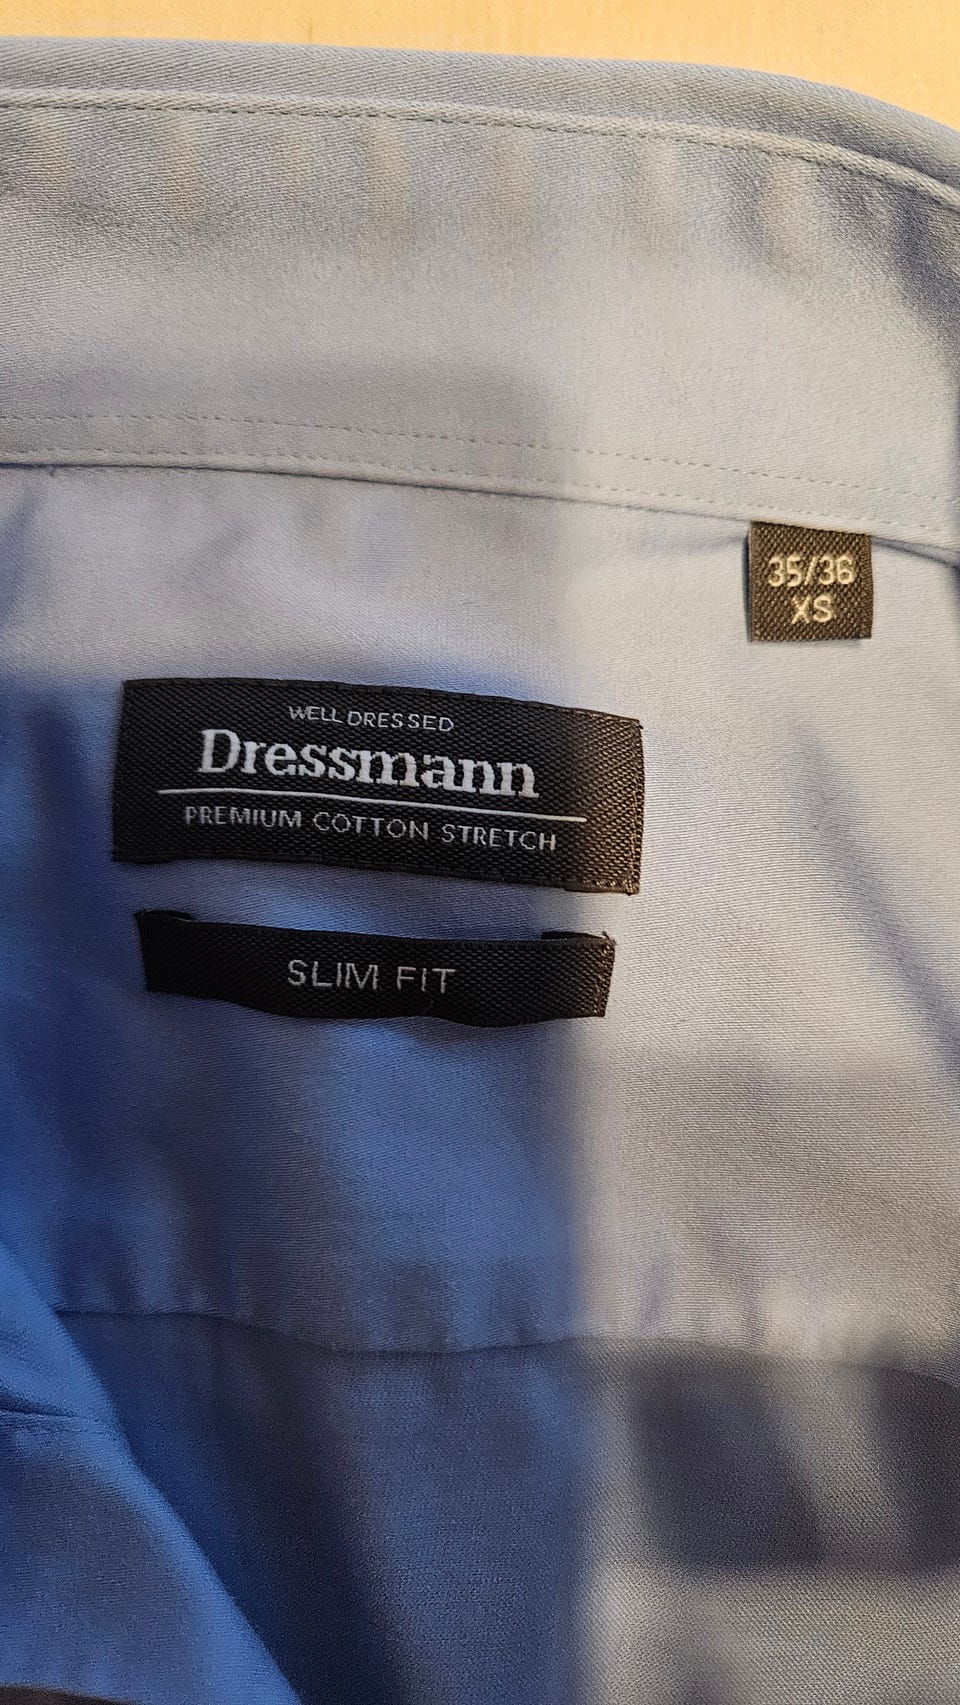 35/36
XS
WELL DRESSED
Dressmann
PREMIUM COTTON STRETCH
SLIM FIT